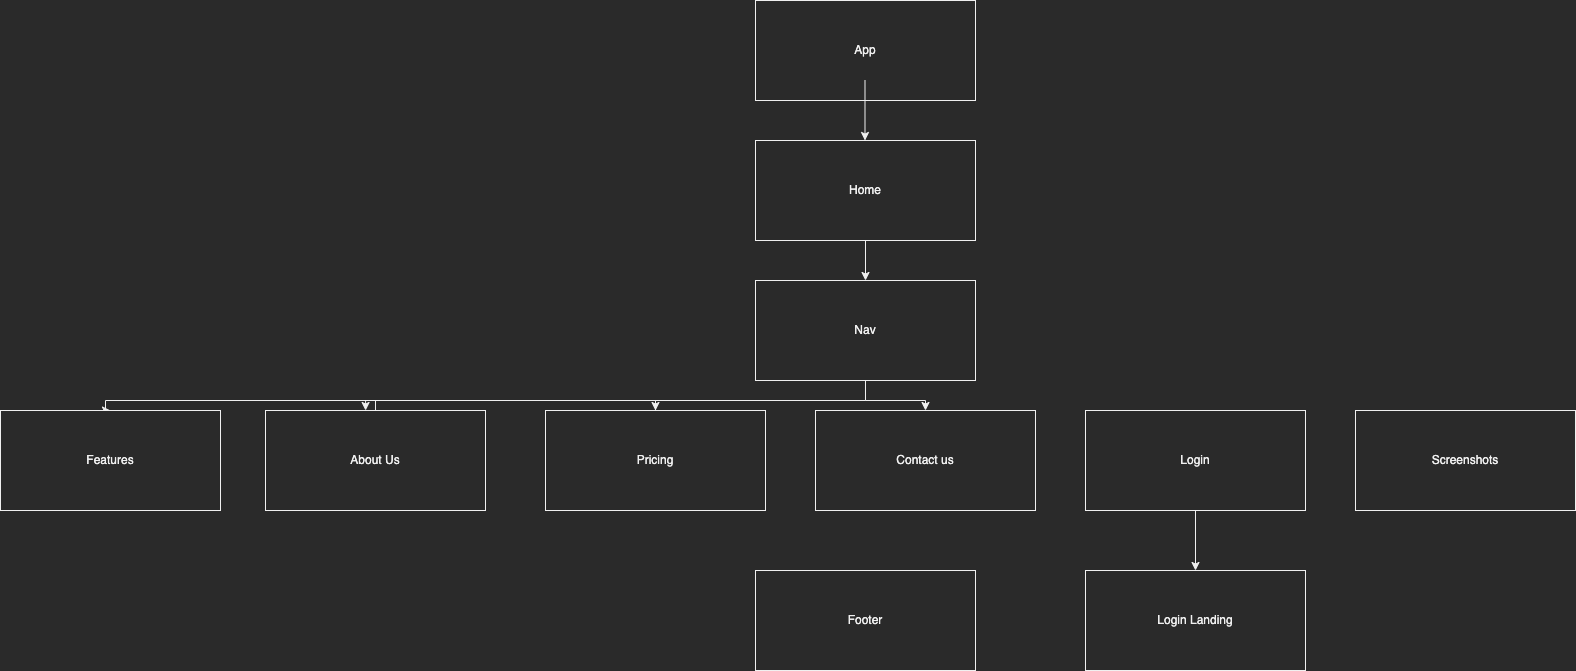 App
Home
Nav
Features
About Us
Pricing
Contact us
Login
Screenshots
Footer
Login Landing